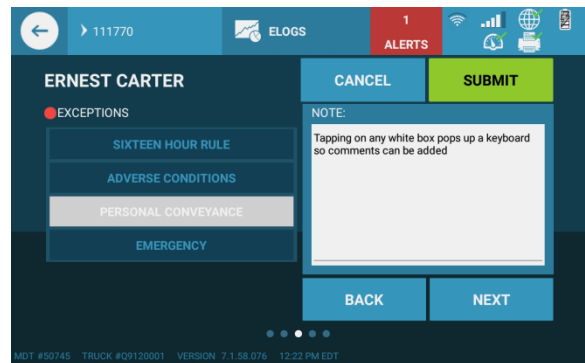 111770
ELOGS
1
ALERTS
ERNEST CARTER
CANCEL
SUBMIT
EXCEPTIONS
NOTE:
SIXTEEN HOUR RULE
ADVERSE CONDITIONS
PERSONAL CONVEYANCE
EMERGENCY
Tapping on any white box pops up a keyboard
so comments can be added
BACK
NEXT
MDT #50745 TRUCK #Q9120001 VERSION 7.1.58.076 12:22 PM EDT